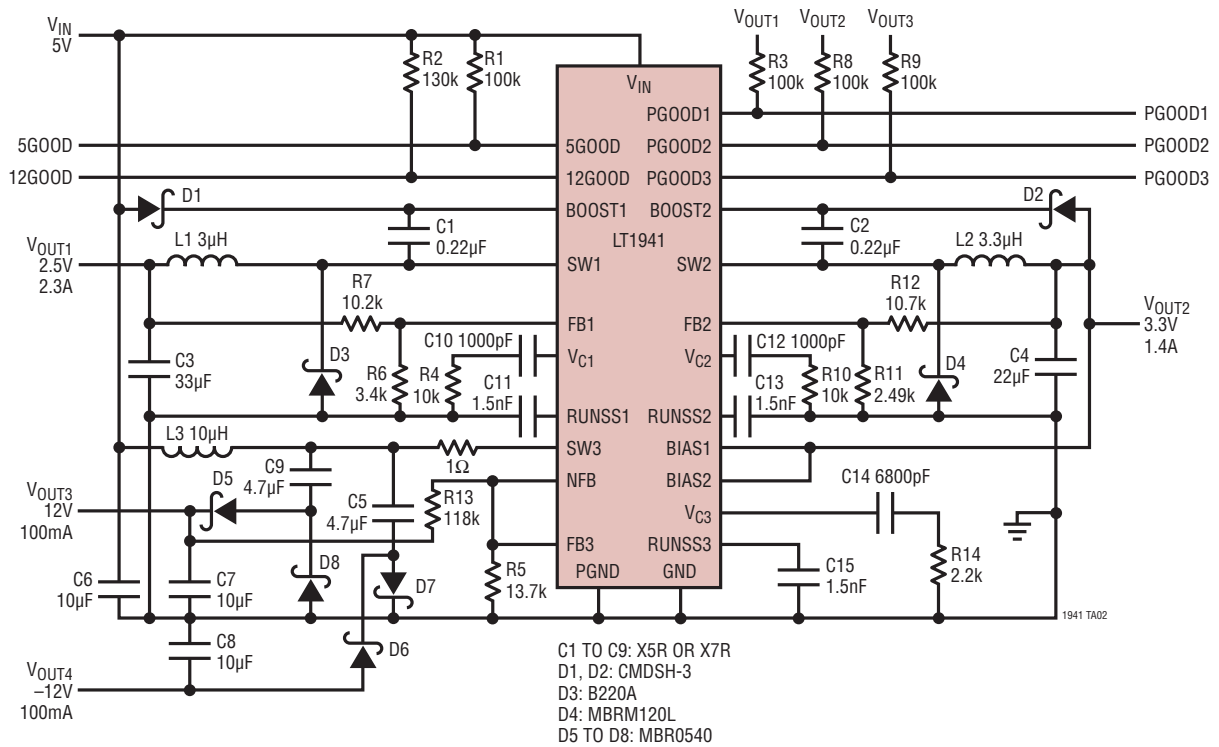 VIN
5V
VOUT1
VOUT2
VOUT3
R2
130k
R1
100k
R3
100k
R8
100k
R9
100k
VIN
PGOOD1
PGOOD1
5GOOD
5GOOD
PGOOD2
PGOOD2
12GOOD
12GOOD
PGOOD3
PGOOD3
D1
D2
BOOST1
BOOST2
C1
0.22µF
LT1941
C2
0.22µF
VOUT1
2.5V
2.3A
L1 3µH
SW1
SW2
L2 3.3µH
R7
10.2k
R12
10.7k
FB1
FB2
VOUT2
3.3V
1.4A
C10 1000pF
VC1
VC2
C12 1000pF
C3
33µF
D3
R6
3.4k
R4
10k
C11
1.5nF
C13
1.5nF
R10
10k
R11
2.49k
D4
C4
22µF
RUNSS1
RUNSS2
L3 10µH
1Ω
SW3
BIAS1
C9
4.7µF
NFB
BIAS2
C14 6800pF
VOUT3
12V
100mA
D5
C5
4.7µF
R13
118k
VC3
FB3
RUNSS3
R14
2.2k
C6
10µF
C7
10µF
D8
D7
R5
13.7k
PGND
GND
C15
1.5nF
1941 TA02
C8
10µF
D6
VOUT4
–12V
100mA
C1 TO C9: X5R OR X7R
D1, D2: CMDSH-3
D3: B220A
D4: MBRM120L
D5 TO D8: MBR0540